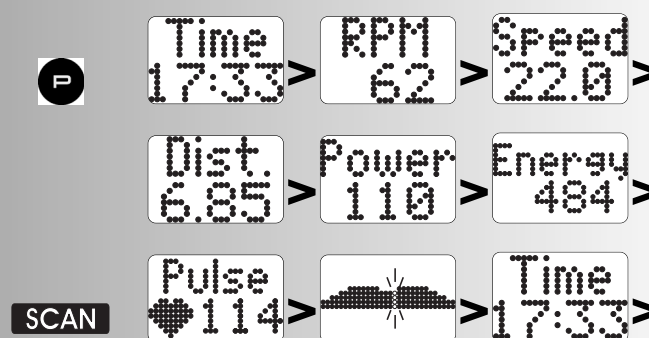 Time > RPM > Speed >
17:33 62 22.0
P
Dist. > Power > Energy >
6.85 110 484
Pulse > > Time >
114 17:33
SCAN